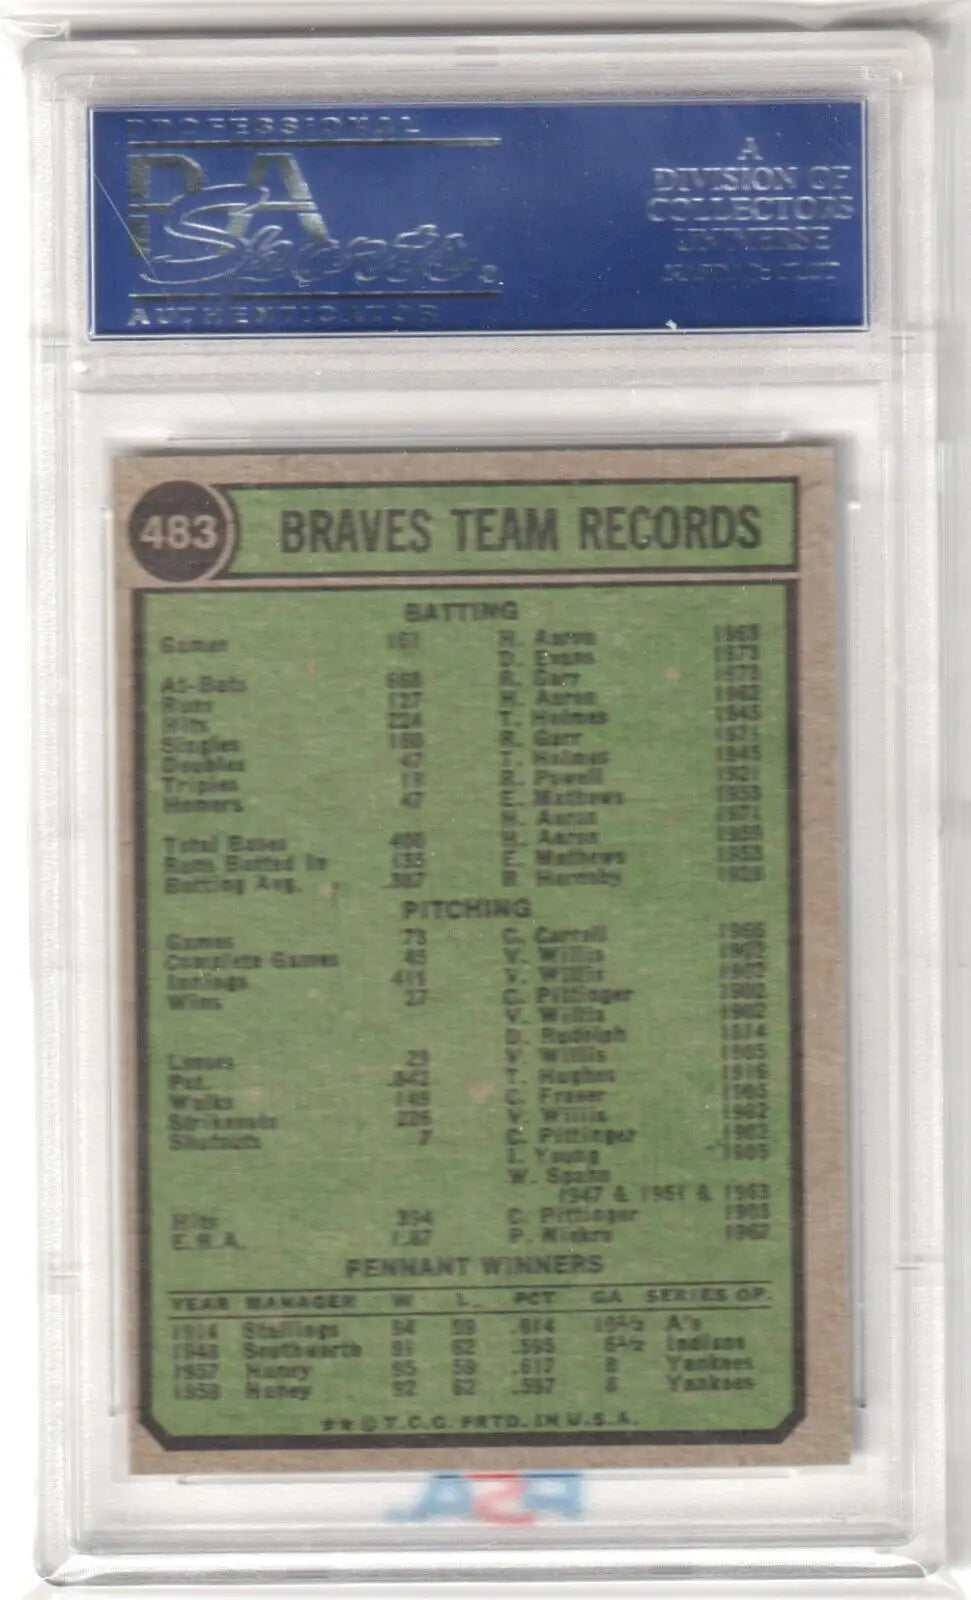 PROFESSIONAL
PSA
Sports
AUTHENTICATOR
A
DIVISION OF
COLLECTORS
UNIVERSE
483 BRAVES TEAM RECORDS
BATTING
Games 161 H. Aaron 1963
D. Evans 1973
At-Bats 668 R. Garr 1973
Runs 127 H. Aaron 1962
Hits 224 T. Holmes 1945
Singles 180 R. Garr 1971
Doubles 47 T. Holmes 1945
Triples 18 R. Powell 1921
Homers 47 E. Mathews 1953
H. Aaron 1971
Total Bases 400 H. Aaron 1959
Runs Batted In 135 E. Mathews 1953
Batting Avg. .387 R. Hornsby 1928
PITCHING
Games 73 C. Carroll 1966
Complete Games 45 V. Willis 1902
Innings 411 V. Willis 1902
Wins 27 C. Pittinger 1902
V. Willis 1902
D. Rudolph 1914
Losses 29 V. Willis 1905
Pct. .842 T. Hughes 1916
Walks 149 C. Fraser 1905
Strikeouts 226 V. Willis 1902
Shutouts 7 C. Pittinger 1902
I. Young 1905
W. Spahn
1947 & 1951 & 1963
Hits 394 C. Pittinger 1903
E.R.A. 1.87 P. Niekro 1967
PENNANT WINNERS
YEAR MANAGER W L PCT GA SERIES OP.
1914 Stallings 94 59 .614 10½ A's
1948 Southworth 91 62 .595 6½ Indians
1957 Haney 95 59 .617 8 Yankees
1958 Haney 92 62 .597 8 Yankees
**© T.C.G. PRTD. IN U.S.A.
PSA